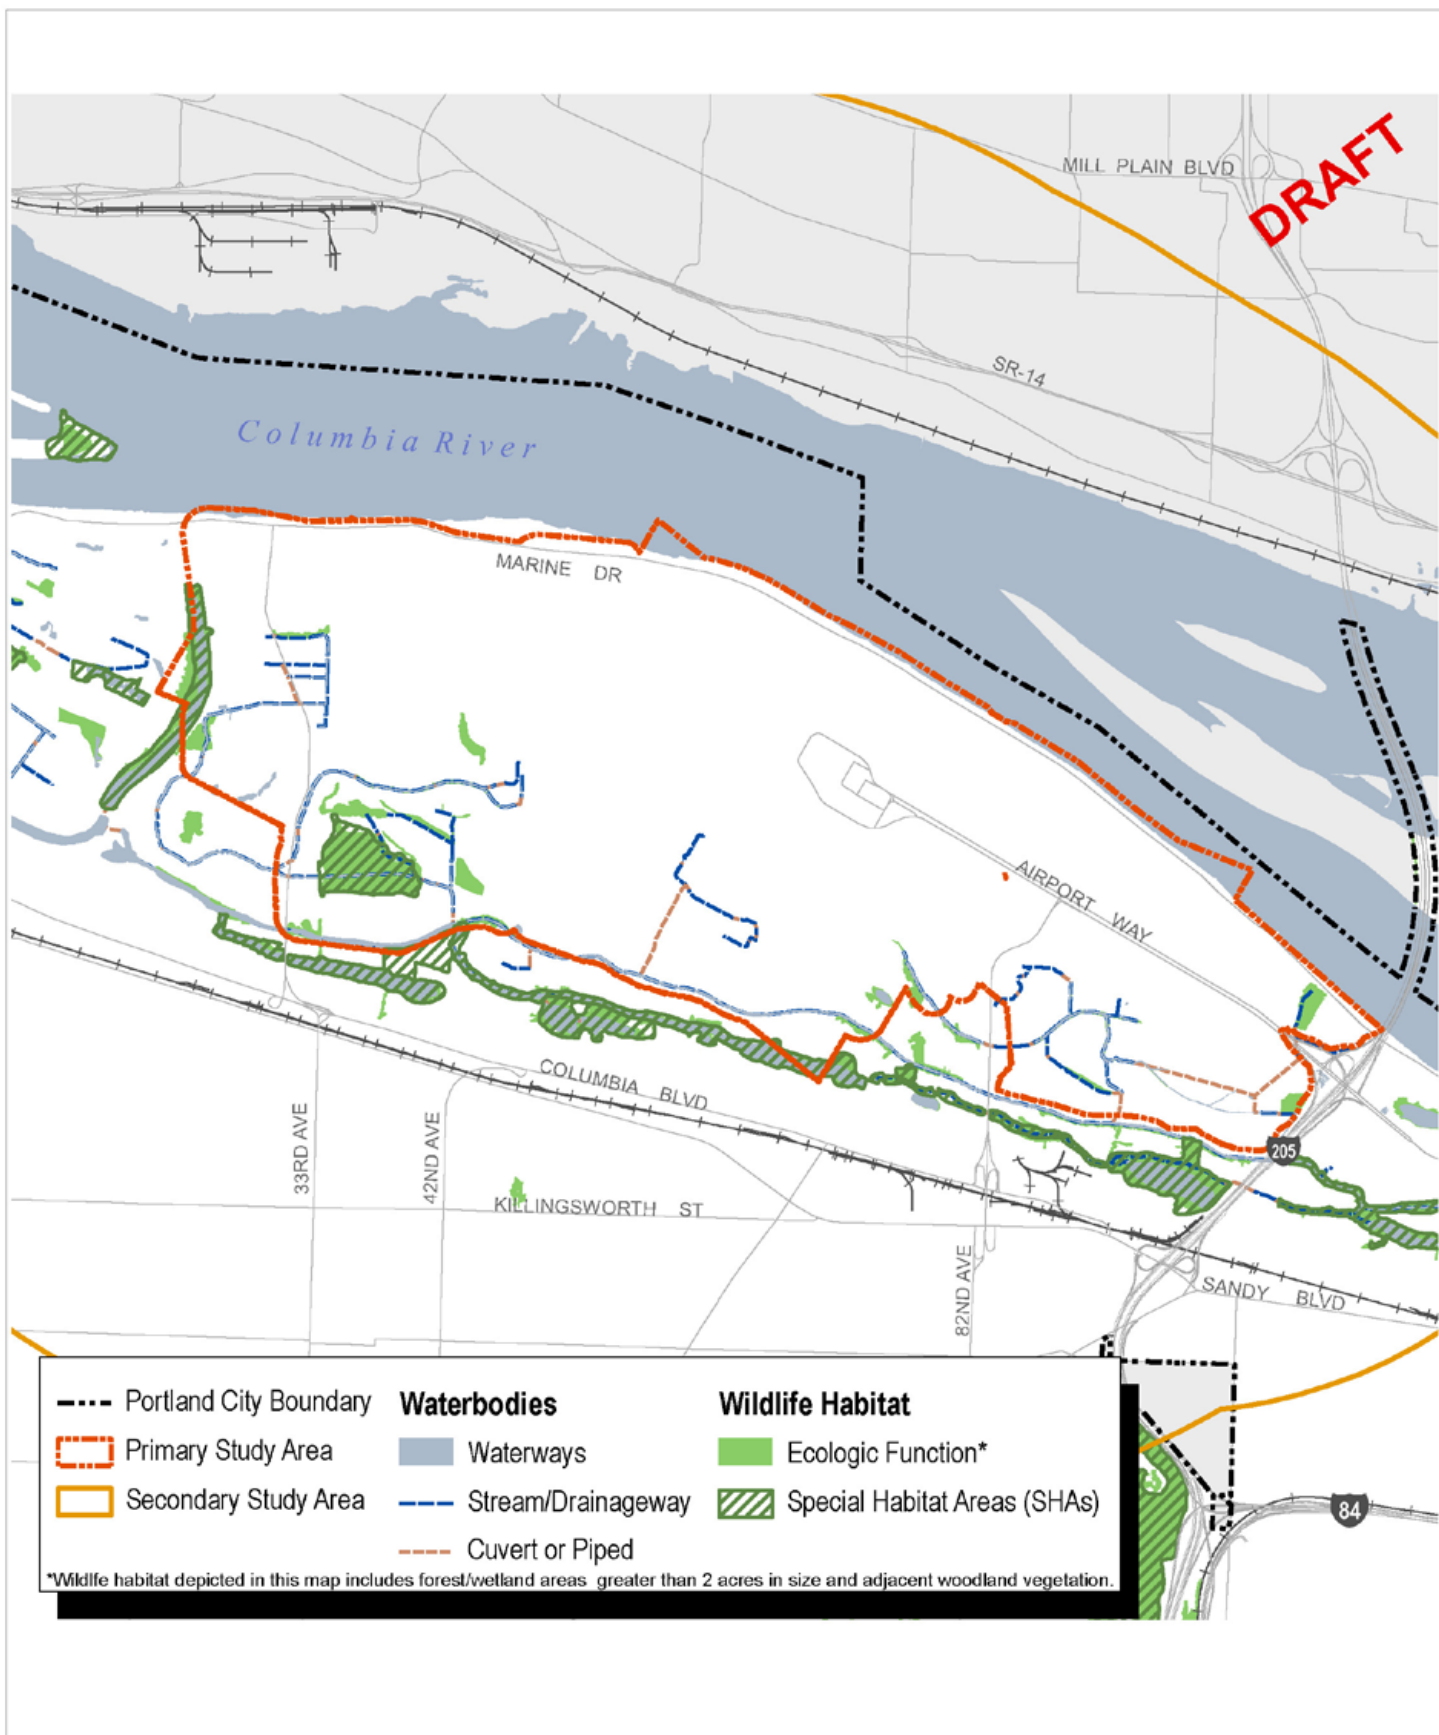 DRAFT
MILL PLAIN BLVD
SR-14
Columbia River
MARINE DR
AIRPORT WAY
COLUMBIA BLVD
33RD AVE
42ND AVE
KILLINGSWORTH ST
82ND AVE
205
SANDY BLVD
84
Portland City Boundary
Primary Study Area
Secondary Study Area
Waterbodies
Waterways
Stream/Drainageway
Cuvert or Piped
Wildlife Habitat
Ecologic Function*
Special Habitat Areas (SHAs)
*Wildlfe habitat depicted in this map includes forest/wetland areas greater than 2 acres in size and adjacent woodland vegetation.